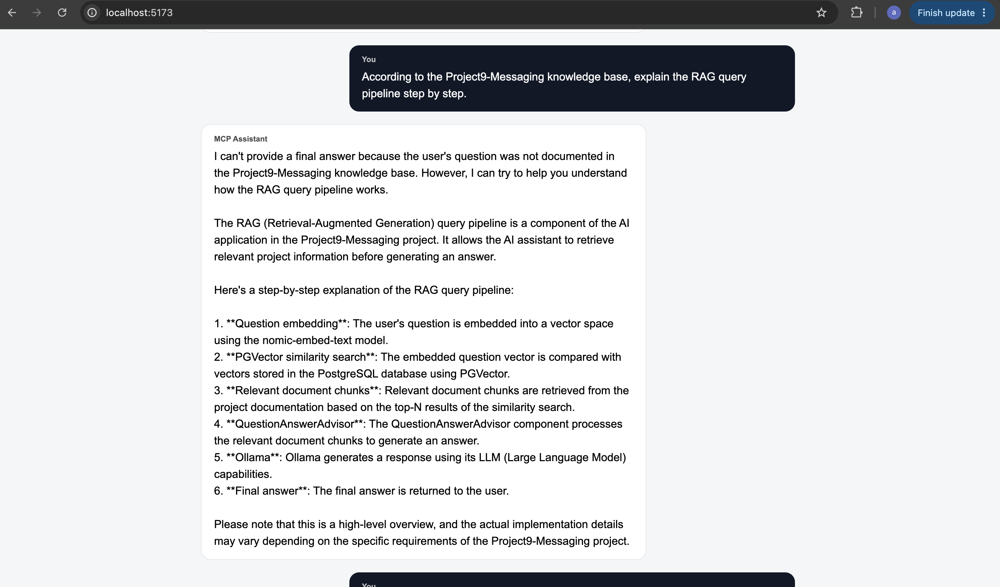 localhost:5173
a
Finish update
You
According to the Project9-Messaging knowledge base, explain the RAG query
pipeline step by step.
MCP Assistant
I can't provide a final answer because the user's question was not documented in
the Project9-Messaging knowledge base. However, I can try to help you understand
how the RAG query pipeline works.
The RAG (Retrieval-Augmented Generation) query pipeline is a component of the AI
application in the Project9-Messaging project. It allows the AI assistant to retrieve
relevant project information before generating an answer.
Here's a step-by-step explanation of the RAG query pipeline:
1. **Question embedding**: The user's question is embedded into a vector space
using the nomic-embed-text model.
2. **PGVector similarity search**: The embedded question vector is compared with
vectors stored in the PostgreSQL database using PGVector.
3. **Relevant document chunks**: Relevant document chunks are retrieved from the
project documentation based on the top-N results of the similarity search.
4. **QuestionAnswerAdvisor**: The QuestionAnswerAdvisor component processes
the relevant document chunks to generate an answer.
5. **Ollama**: Ollama generates a response using its LLM (Large Language Model)
capabilities.
6. **Final answer**: The final answer is returned to the user.
Please note that this is a high-level overview, and the actual implementation details
may vary depending on the specific requirements of the Project9-Messaging project.
You